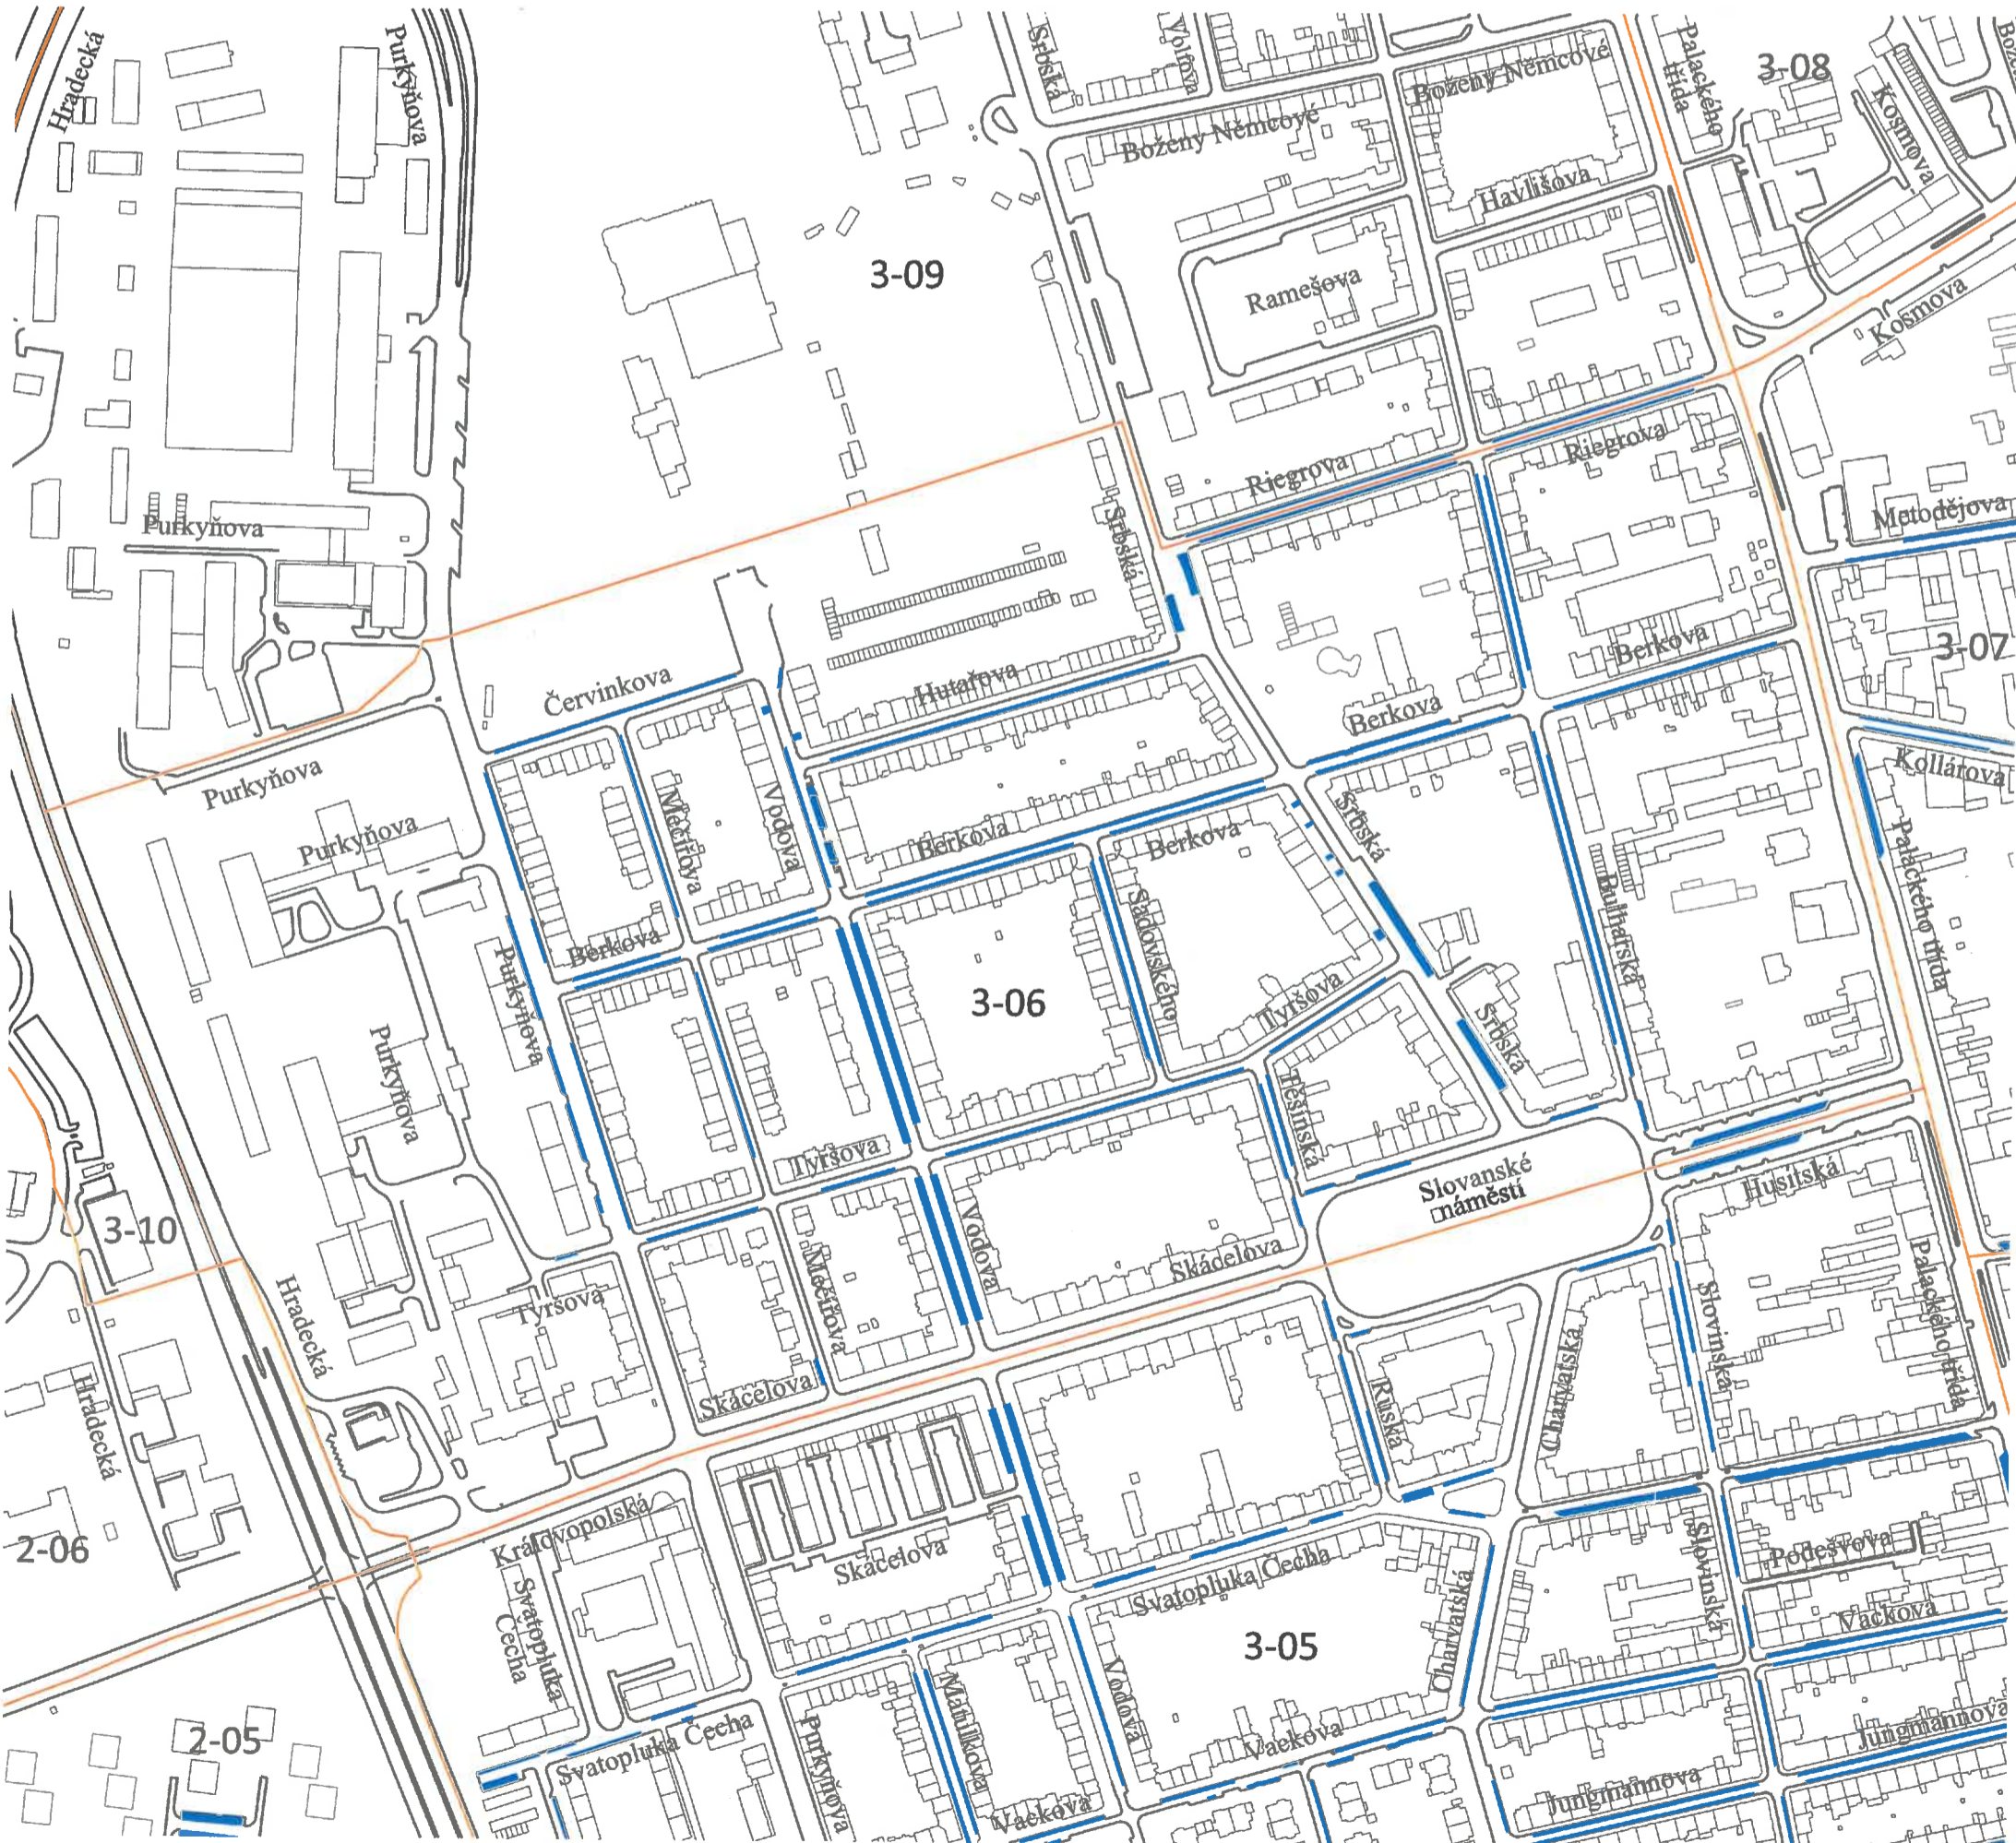 Hradecká
Purkyňova
Srbská
Volfova
Boženy Němcové
Palackého
třída
3-08
Kosmova
Boženy Němcové
Havlišova
3-09
Ramešova
Kosmova
Riegrova
Riegrova
Purkyňova
Srbská
Metodějova
Berkova
3-07
Červinkova
Hutařova
Berkova
Purkyňova
Mečířova
Vodova
Kollárova
Purkyňova
Berkova
Berkova
Srbská
Bulharská
Palackého třída
Sadovského
Berkova
Purkyňova
3-06
Tyršova
Srbská
Purkyňova
Těšínská
Tyršova
Slovanské
náměstí
Husitská
3-10
Vodova
Skácelova
Mečířova
Hradecká
Tyršova
Slovinská
Palackého třída
Charvatská
Hradecká
Skácelova
Ruská
Královopolská
2-06
Skácelova
Svatopluka
Čecha
Svatopluka Čecha
Slovinská
Podešvova
Charvatská
Vackova
3-05
Matulkova
Vodova
2-05
Svatopluka Čecha
Purkyňova
Vackova
Jungmannova
Jungmannova
Vackova